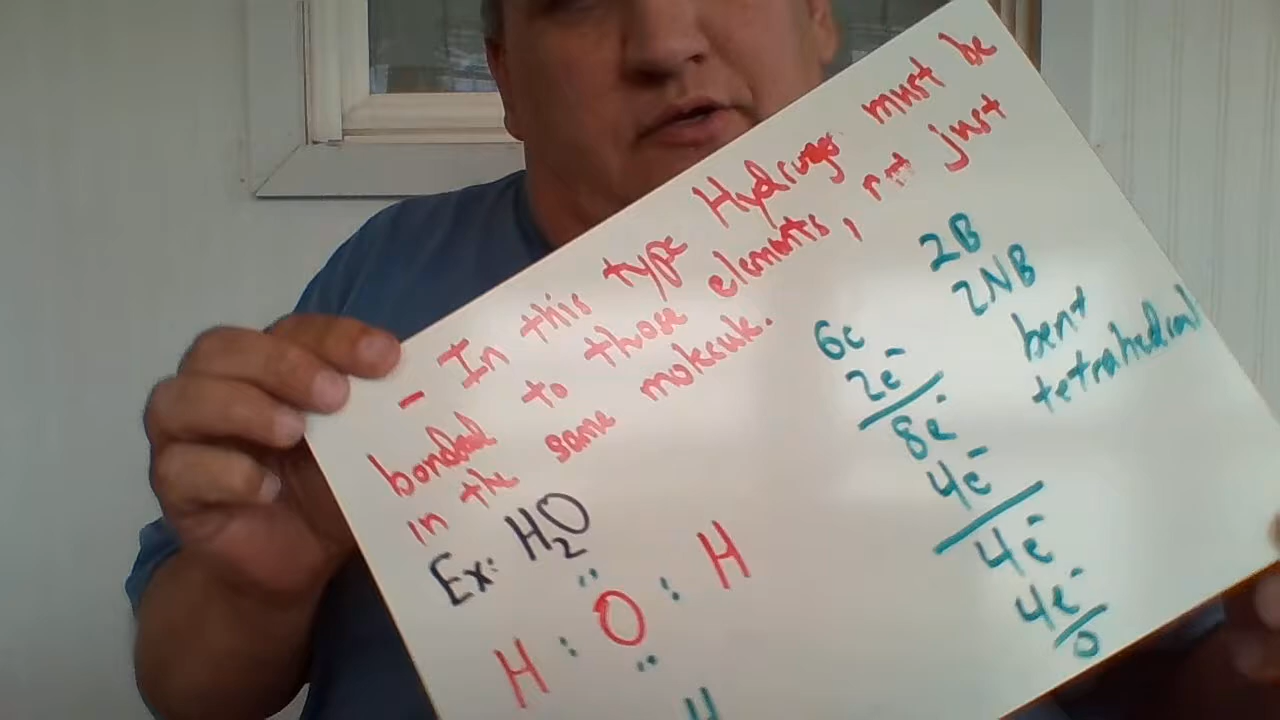 - In this type Hydrogen must be
bonded to those elements, not just
in the same molecule.
Ex: H2O
H : O : H
H
6e
2e-
8e-
4e-
4e-
4e-
0
2B
2NB
bent
tetrahedral